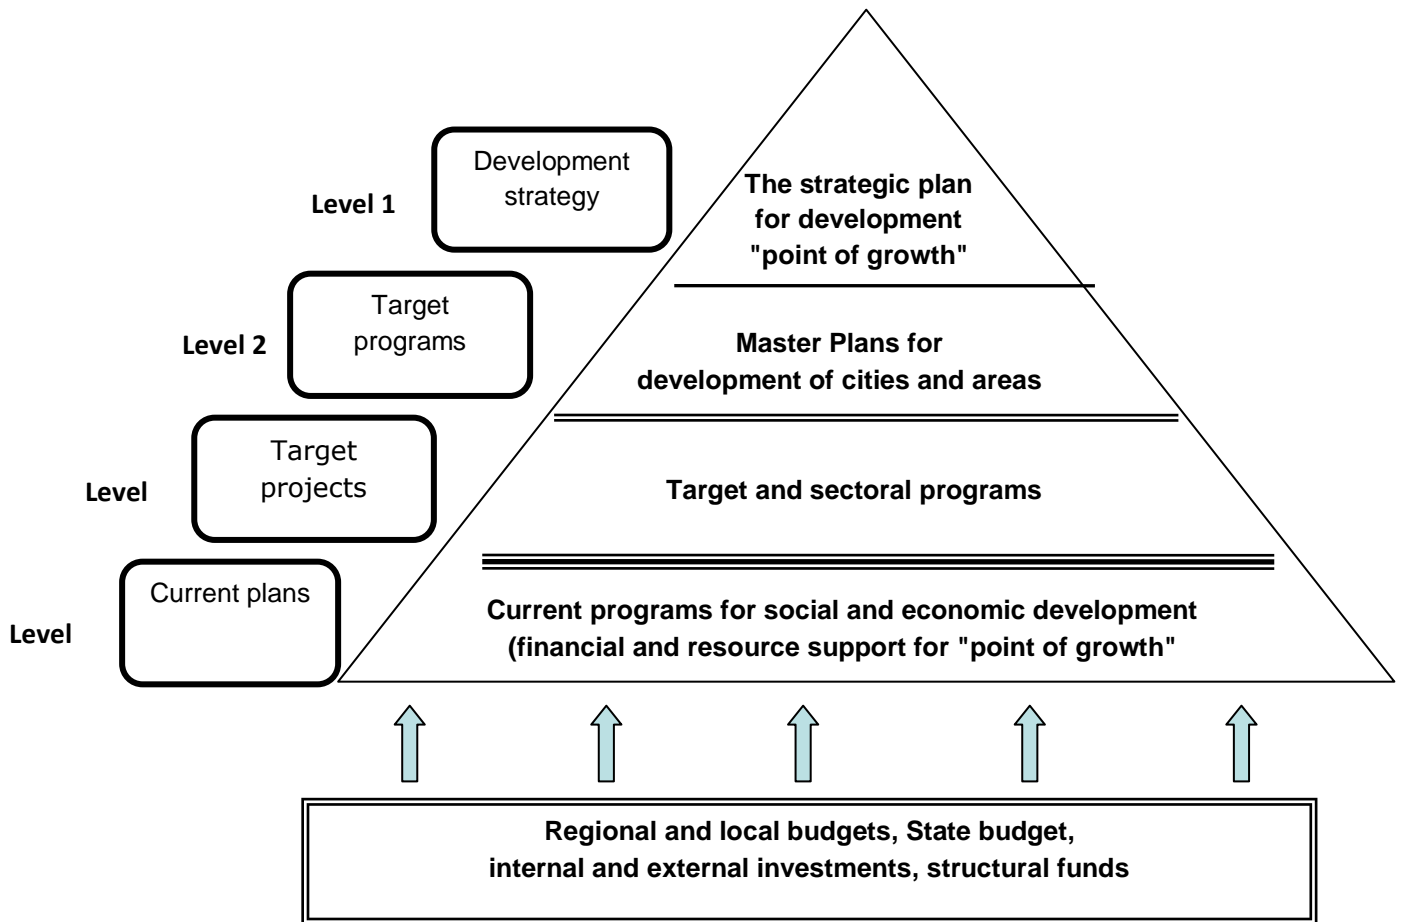 Development
strategy
Level 1
The strategic plan
for development
"point of growth"
Target
programs
Level 2
Master Plans for
development of cities and areas
Target
projects
Level
Target and sectoral programs
Current plans
Level
Current programs for social and economic development
(financial and resource support for "point of growth"
Regional and local budgets, State budget,
internal and external investments, structural funds